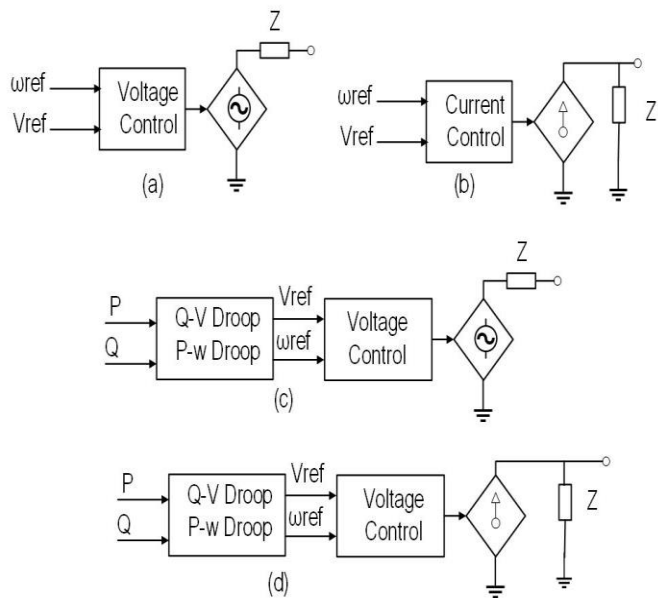 Z
ωref
Vref
Voltage
Control
(a)
ωref
Vref
Current
Control
Z
(b)
P
Q
Q-V Droop
P-w Droop
Vref
ωref
Voltage
Control
Z
(c)
P
Q
Q-V Droop
P-w Droop
Vref
ωref
Voltage
Control
Z
(d)